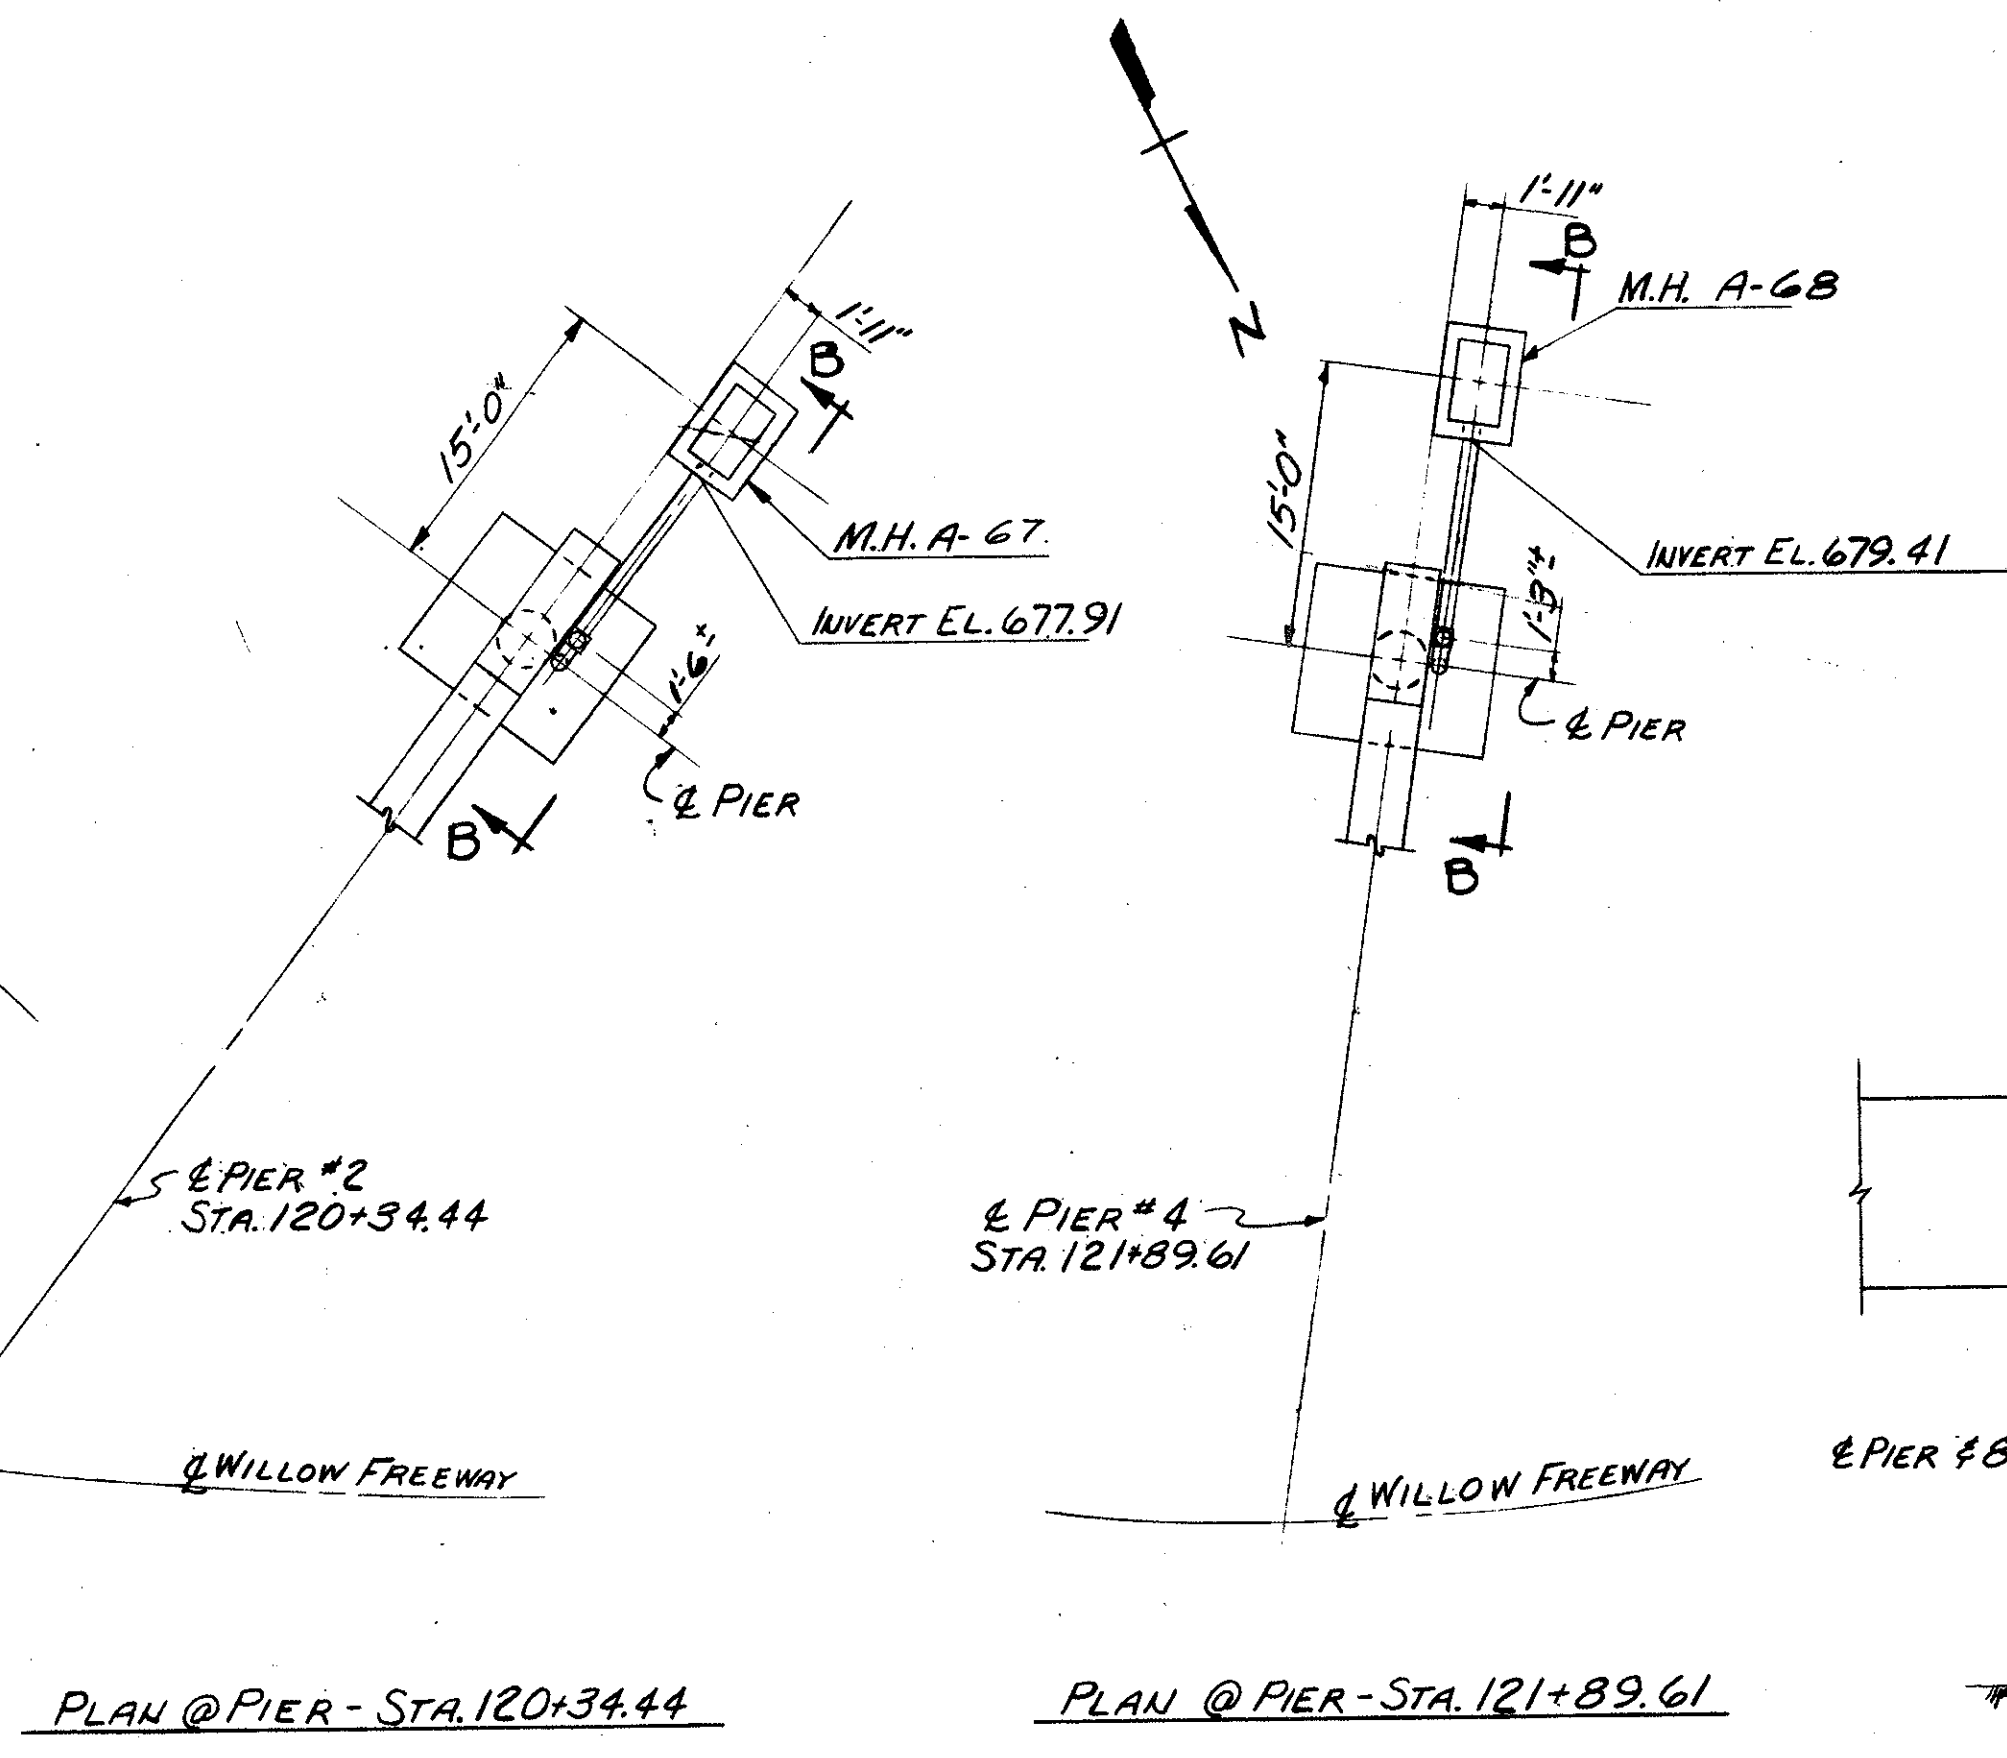 N
15'-0"
1'-11"
B
M.H. A-67.
INVERT EL. 677.91
1'-6"±
℄ PIER
B
℄ PIER #2
STA. 120+34.44
℄ WILLOW FREEWAY
PLAN @ PIER - STA. 120+34.44
1'-11"
B
M.H. A-68
15'-0"
INVERT EL. 679.41
1'-3"±
℄ PIER
B
℄ PIER #4
STA. 121+89.61
℄ WILLOW FREEWAY
PLAN @ PIER - STA. 121+89.61
℄ PIER & 8